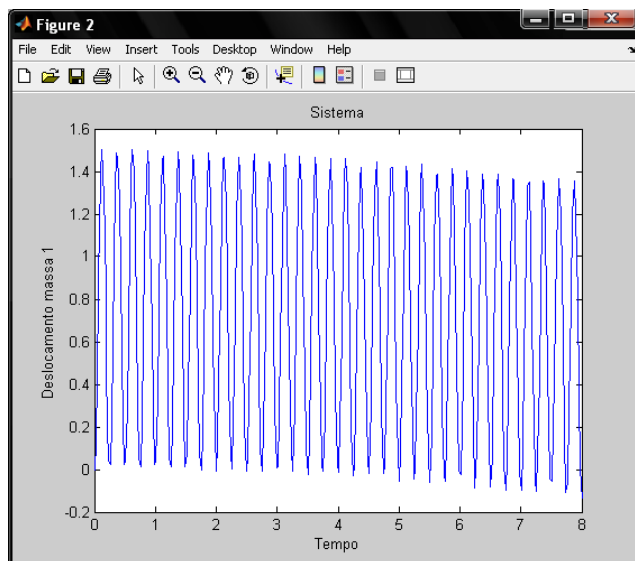 Figure 2
File Edit View Insert Tools Desktop Window Help
Sistema
1.6
1.4
1.2
1
0.8
0.6
0.4
0.2
0
-0.2
Deslocamento massa 1
0 1 2 3 4 5 6 7 8
Tempo